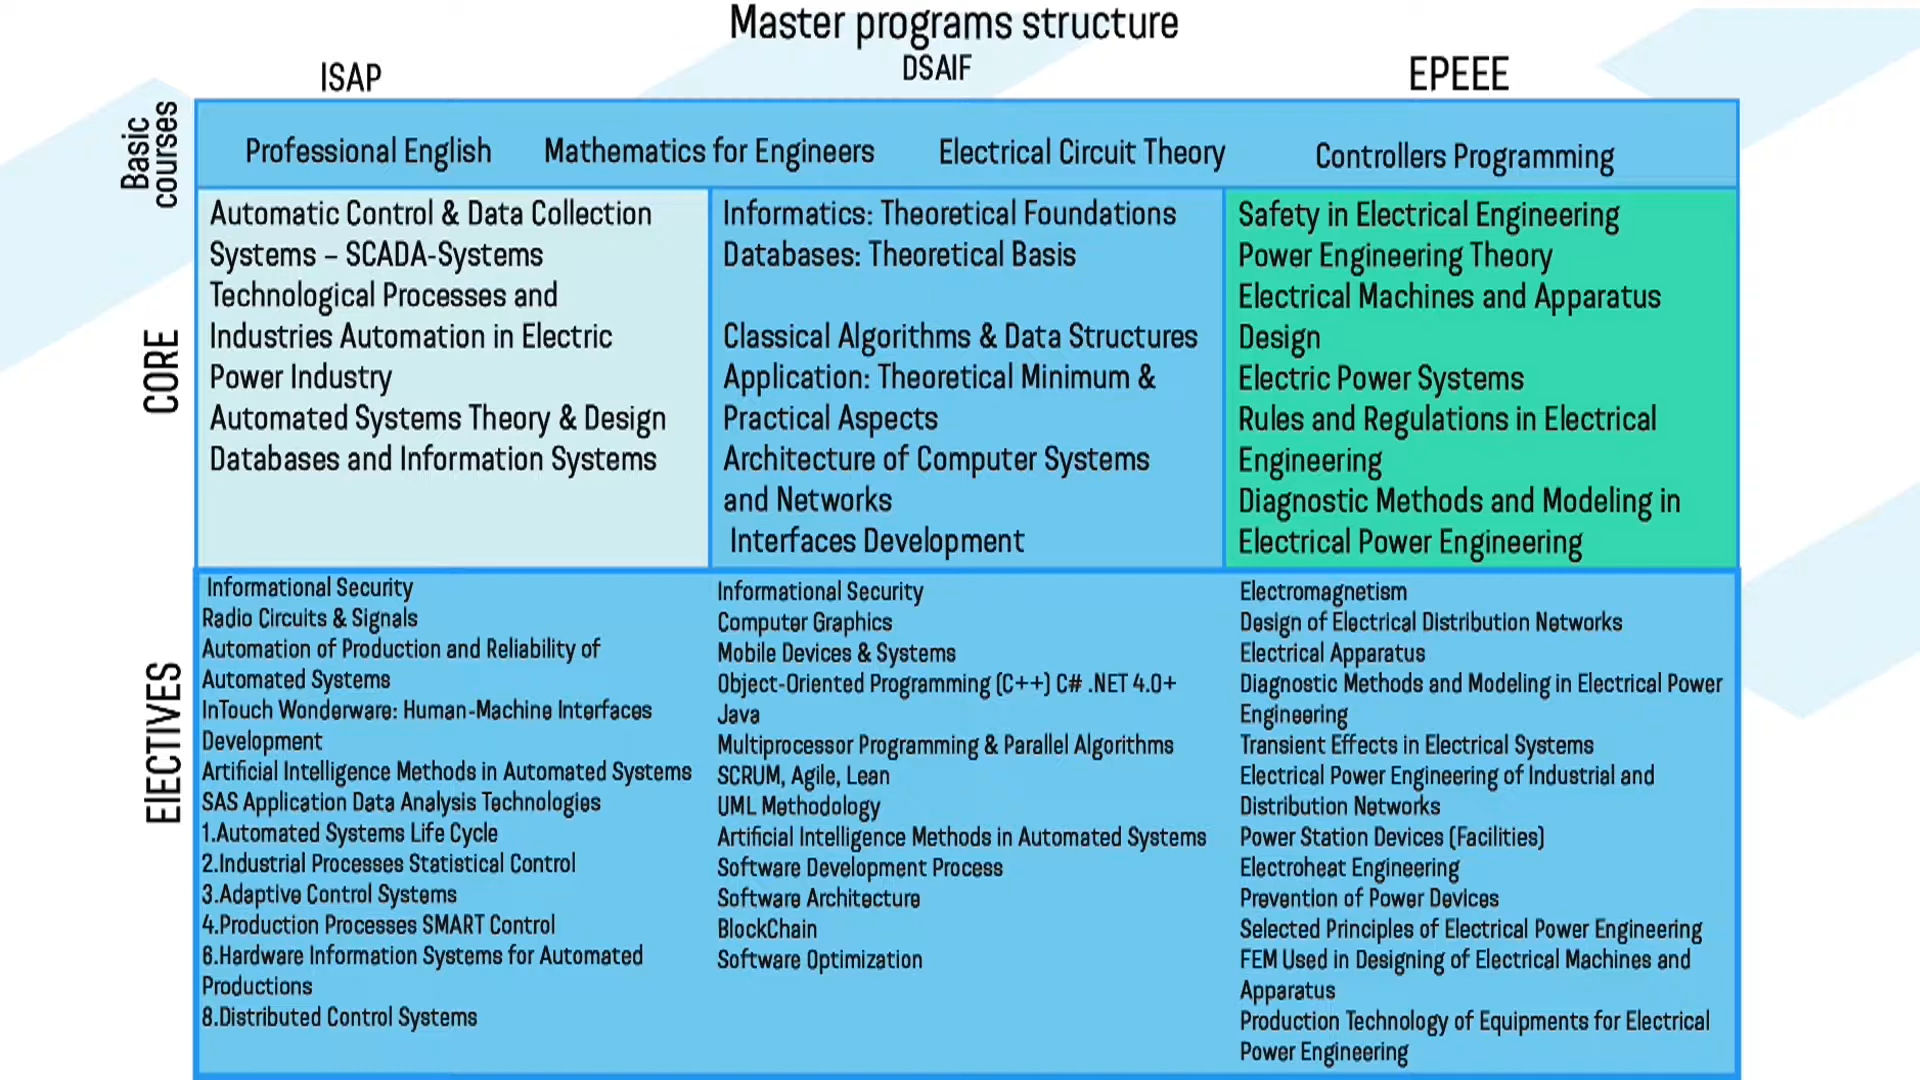 Master programs structure
ISAP
DSAIF
EPEEE
Basic
courses
Professional English
Mathematics for Engineers
Electrical Circuit Theory
Controllers Programming
CORE
Automatic Control & Data Collection
Systems – SCADA-Systems
Technological Processes and
Industries Automation in Electric
Power Industry
Automated Systems Theory & Design
Databases and Information Systems
Informatics: Theoretical Foundations
Databases: Theoretical Basis
Classical Algorithms & Data Structures
Application: Theoretical Minimum &
Practical Aspects
Architecture of Computer Systems
and Networks
Interfaces Development
Safety in Electrical Engineering
Power Engineering Theory
Electrical Machines and Apparatus
Design
Electric Power Systems
Rules and Regulations in Electrical
Engineering
Diagnostic Methods and Modeling in
Electrical Power Engineering
ElECTIVES
Informational Security
Radio Circuits & Signals
Automation of Production and Reliability of
Automated Systems
InTouch Wonderware: Human-Machine Interfaces
Development
Artificial Intelligence Methods in Automated Systems
SAS Application Data Analysis Technologies
1.Automated Systems Life Cycle
2.Industrial Processes Statistical Control
3.Adaptive Control Systems
4.Production Processes SMART Control
6.Hardware Information Systems for Automated
Productions
8.Distributed Control Systems
Informational Security
Computer Graphics
Mobile Devices & Systems
Object-Oriented Programming (C++) C# .NET 4.0+
Java
Multiprocessor Programming & Parallel Algorithms
SCRUM, Agile, Lean
UML Methodology
Artificial Intelligence Methods in Automated Systems
Software Development Process
Software Architecture
BlockChain
Software Optimization
Electromagnetism
Design of Electrical Distribution Networks
Electrical Apparatus
Diagnostic Methods and Modeling in Electrical Power
Engineering
Transient Effects in Electrical Systems
Electrical Power Engineering of Industrial and
Distribution Networks
Power Station Devices (Facilities)
Electroheat Engineering
Prevention of Power Devices
Selected Principles of Electrical Power Engineering
FEM Used in Designing of Electrical Machines and
Apparatus
Production Technology of Equipments for Electrical
Power Engineering